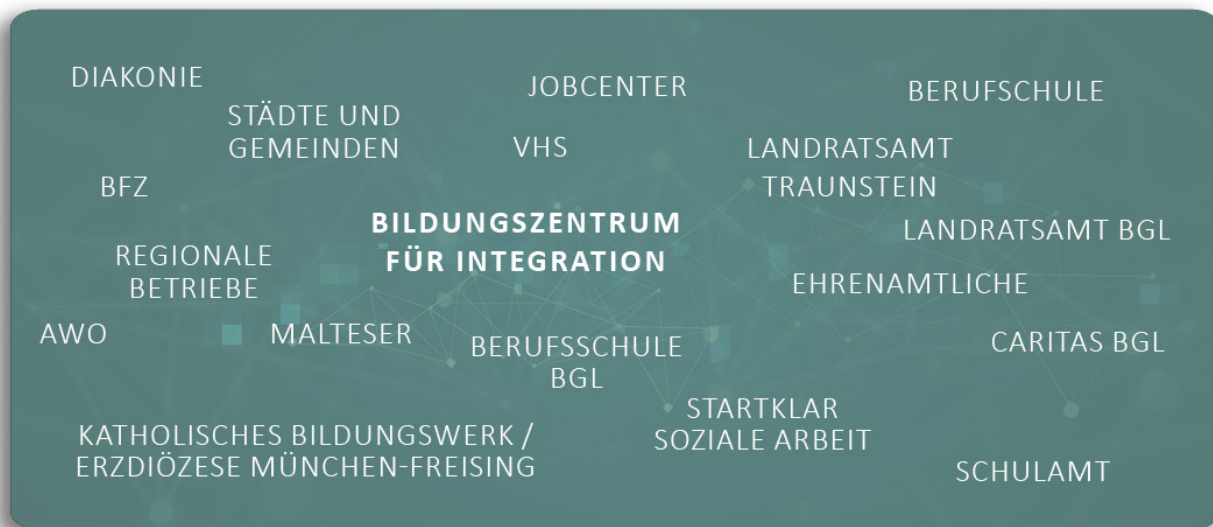 DIAKONIE
JOBCENTER
BERUFSCHULE
STÄDTE UND
GEMEINDEN
VHS
LANDRATSAMT
TRAUNSTEIN
BFZ
BILDUNGSZENTRUM
FÜR INTEGRATION
LANDRATSAMT BGL
REGIONALE
BETRIEBE
EHRENAMTLICHE
AWO
MALTESER
BERUFSSCHULE
BGL
CARITAS BGL
STARTKLAR
SOZIALE ARBEIT
KATHOLISCHES BILDUNGSWERK /
ERZDIÖZESE MÜNCHEN-FREISING
SCHULAMT